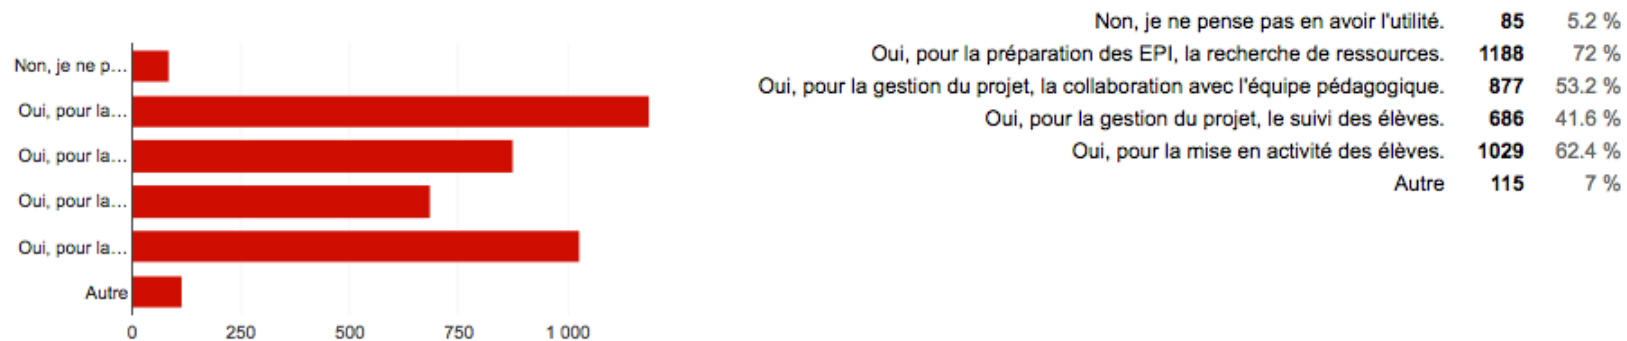 Non, je ne p...
Oui, pour la...
Oui, pour la...
Oui, pour la...
Oui, pour la...
Autre
0 250 500 750 1 000
Non, je ne pense pas en avoir l'utilité. 85 5.2 %
Oui, pour la préparation des EPI, la recherche de ressources. 1188 72 %
Oui, pour la gestion du projet, la collaboration avec l'équipe pédagogique. 877 53.2 %
Oui, pour la gestion du projet, le suivi des élèves. 686 41.6 %
Oui, pour la mise en activité des élèves. 1029 62.4 %
Autre 115 7 %